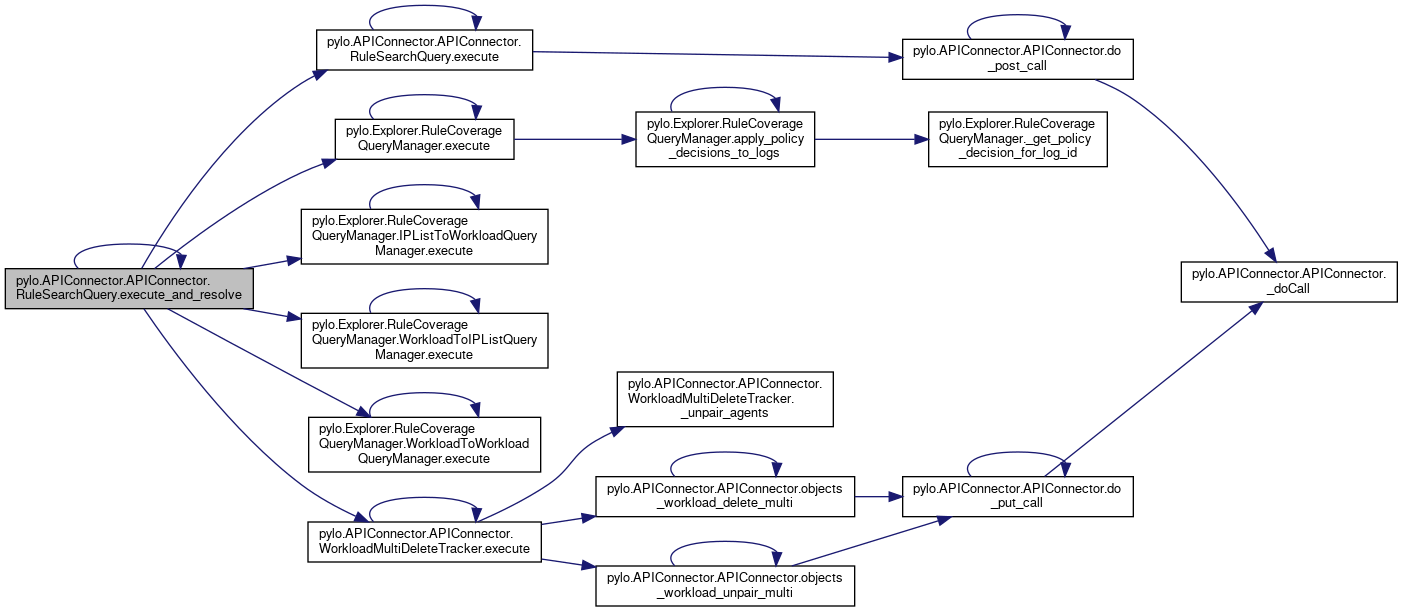 pylo.APIConnector.APIConnector.
RuleSearchQuery.execute_and_resolve
pylo.APIConnector.APIConnector.
RuleSearchQuery.execute
pylo.APIConnector.APIConnector.do
_post_call
pylo.APIConnector.APIConnector.
_doCall
pylo.Explorer.RuleCoverage
QueryManager.execute
pylo.Explorer.RuleCoverage
QueryManager.apply_policy
_decisions_to_logs
pylo.Explorer.RuleCoverage
QueryManager._get_policy
_decision_for_log_id
pylo.Explorer.RuleCoverage
QueryManager.IPListToWorkloadQuery
Manager.execute
pylo.Explorer.RuleCoverage
QueryManager.WorkloadToIPListQuery
Manager.execute
pylo.Explorer.RuleCoverage
QueryManager.WorkloadToWorkload
QueryManager.execute
pylo.APIConnector.APIConnector.
WorkloadMultiDeleteTracker.execute
pylo.APIConnector.APIConnector.
WorkloadMultiDeleteTracker.
_unpair_agents
pylo.APIConnector.APIConnector.objects
_workload_delete_multi
pylo.APIConnector.APIConnector.do
_put_call
pylo.APIConnector.APIConnector.objects
_workload_unpair_multi